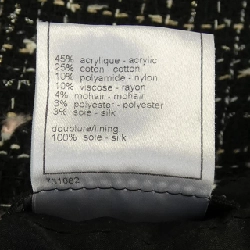 45% acrylique - acrylic
25% coton - cotton
10% polyamide - nylon
10% viscose - rayon
4% mohair - mohair
3% polyester - polyester
3% soie - silk
doublure/lining
100% soie - silk